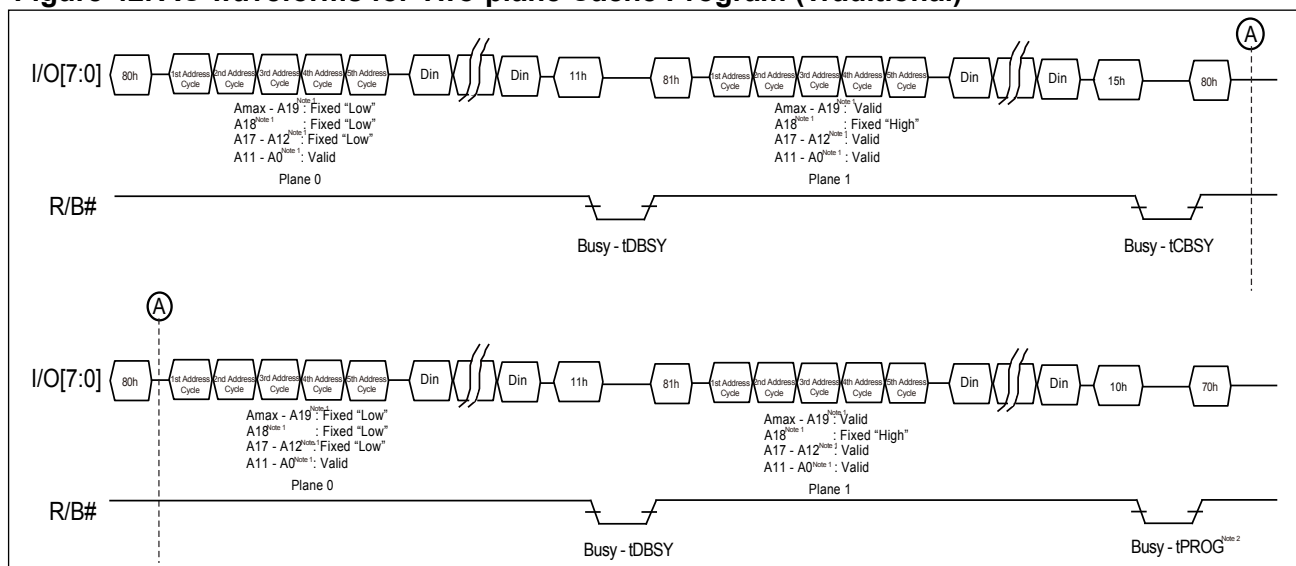 Figure 42. AC Waveforms for Two-plane Cache Program (Traditional)
A
I/O[7:0] 80h 1st Address Cycle 2nd Address Cycle 3rd Address Cycle 4th Address Cycle 5th Address Cycle Din Din 11h 81h 1st Address Cycle 2nd Address Cycle 3rd Address Cycle 4th Address Cycle 5th Address Cycle Din Din 15h 80h
Amax - A19 Note 1 : Fixed “Low”
A18 Note 1 : Fixed “Low”
A17 - A12 Note 1 : Fixed “Low”
A11 - A0 Note 1 : Valid
Plane 0
Amax - A19 Note 1 : Valid
A18 Note 1 : Fixed “High”
A17 - A12 Note 1 : Valid
A11 - A0 Note 1 : Valid
Plane 1
R/B#
Busy - tDBSY
Busy - tCBSY
A
I/O[7:0] 80h 1st Address Cycle 2nd Address Cycle 3rd Address Cycle 4th Address Cycle 5th Address Cycle Din Din 11h 81h 1st Address Cycle 2nd Address Cycle 3rd Address Cycle 4th Address Cycle 5th Address Cycle Din Din 10h 70h
Amax - A19 Note 1 : Fixed “Low”
A18 Note 1 : Fixed “Low”
A17 - A12 Note 1 : Fixed “Low”
A11 - A0 Note 1 : Valid
Plane 0
Amax - A19 Note 1 : Valid
A18 Note 1 : Fixed “High”
A17 - A12 Note 1 : Valid
A11 - A0 Note 1 : Valid
Plane 1
R/B#
Busy - tDBSY
Busy - tPROG Note 2